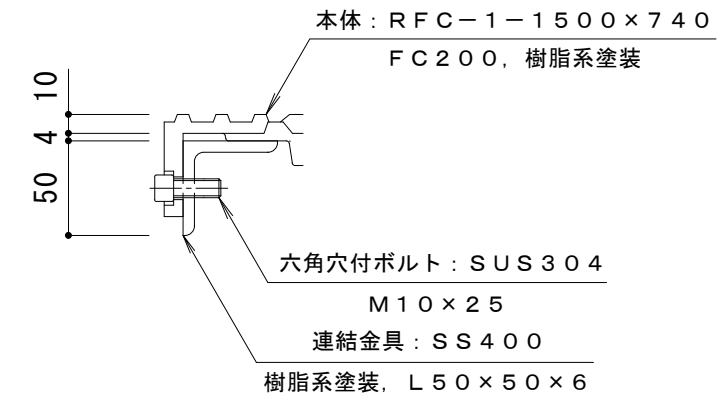 本体：ＲＦＣ－１－１５００×７４０
ＦＣ２００，樹脂系塗装
10
4
50
六角穴付ボルト：ＳＵＳ３０４
Ｍ１０×２５
連結金具：ＳＳ４００
樹脂系塗装，Ｌ５０×５０×６